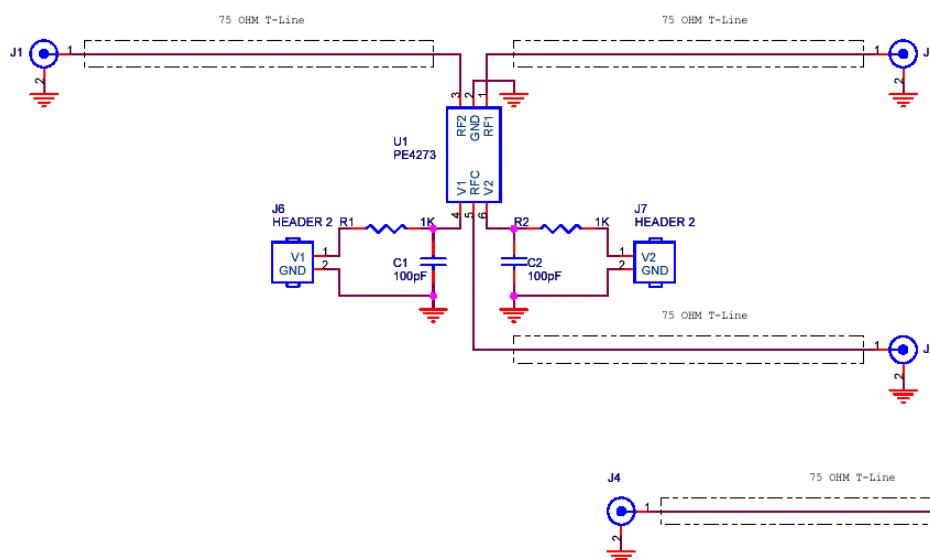 75 OHM T-Line
75 OHM T-Line
J1
1
2
1
J
2
3
2
1
RF2
GND
RF1
U1
PE4273
V1
RFC
V2
4
5
6
J6
HEADER 2
R1
1K
R2
1K
J7
HEADER 2
V1
GND
1
2
C1
100pF
C2
100pF
1
2
V2
GND
75 OHM T-Line
1
J
2
J4
75 OHM T-Line
1
2